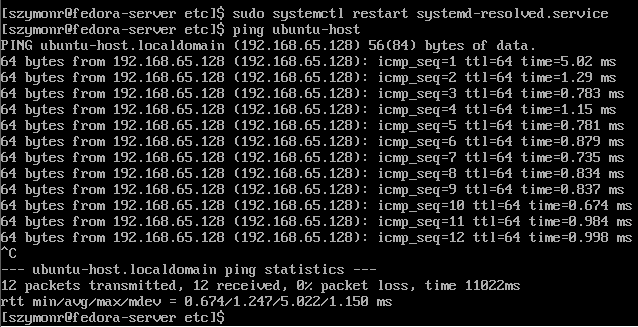 [szymonr@fedora-server etc]$ sudo systemctl restart systemd-resolved.service
[szymonr@fedora-server etc]$ ping ubuntu-host
PING ubuntu-host.localdomain (192.168.65.128) 56(84) bytes of data.
64 bytes from 192.168.65.128 (192.168.65.128): icmp_seq=1 ttl=64 time=5.02 ms
64 bytes from 192.168.65.128 (192.168.65.128): icmp_seq=2 ttl=64 time=1.29 ms
64 bytes from 192.168.65.128 (192.168.65.128): icmp_seq=3 ttl=64 time=0.783 ms
64 bytes from 192.168.65.128 (192.168.65.128): icmp_seq=4 ttl=64 time=1.15 ms
64 bytes from 192.168.65.128 (192.168.65.128): icmp_seq=5 ttl=64 time=0.781 ms
64 bytes from 192.168.65.128 (192.168.65.128): icmp_seq=6 ttl=64 time=0.879 ms
64 bytes from 192.168.65.128 (192.168.65.128): icmp_seq=7 ttl=64 time=0.735 ms
64 bytes from 192.168.65.128 (192.168.65.128): icmp_seq=8 ttl=64 time=0.834 ms
64 bytes from 192.168.65.128 (192.168.65.128): icmp_seq=9 ttl=64 time=0.837 ms
64 bytes from 192.168.65.128 (192.168.65.128): icmp_seq=10 ttl=64 time=0.674 ms
64 bytes from 192.168.65.128 (192.168.65.128): icmp_seq=11 ttl=64 time=0.984 ms
64 bytes from 192.168.65.128 (192.168.65.128): icmp_seq=12 ttl=64 time=0.998 ms
^C
--- ubuntu-host.localdomain ping statistics ---
12 packets transmitted, 12 received, 0% packet loss, time 11022ms
rtt min/avg/max/mdev = 0.674/1.247/5.022/1.150 ms
[szymonr@fedora-server etc]$